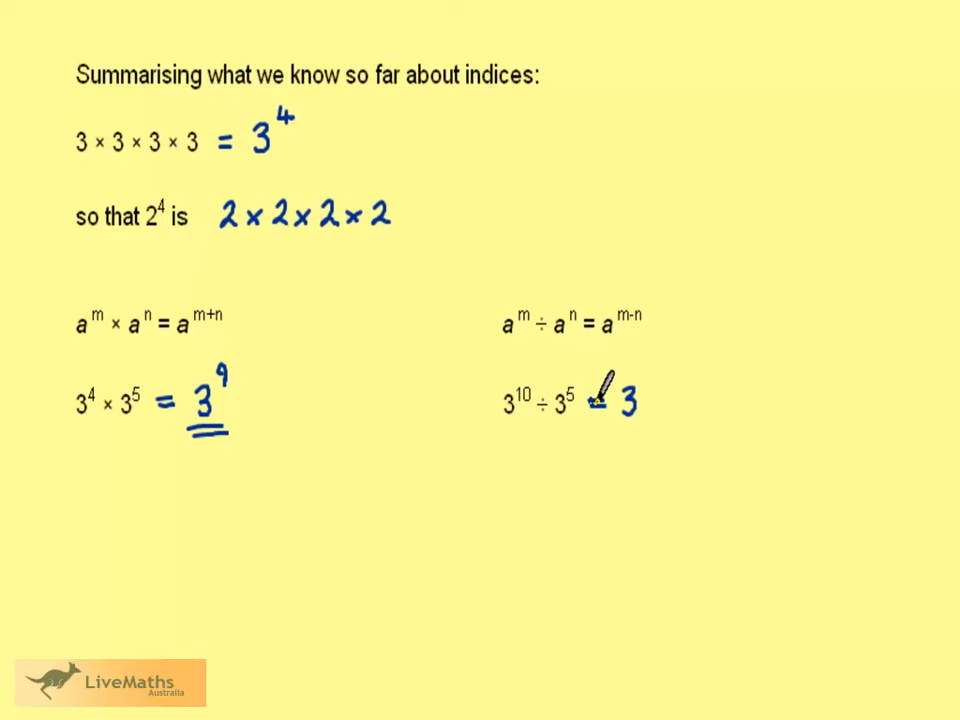 Summarising what we know so far about indices:
3 × 3 × 3 × 3 = 3⁴
so that 2⁴ is 2 × 2 × 2 × 2
aᵐ × aⁿ = aᵐ⁺ⁿ
aᵐ ÷ aⁿ = aᵐ⁻ⁿ
3⁴ × 3⁵ = 3⁹
3¹⁰ ÷ 3⁵ = 3
LiveMaths
Australia